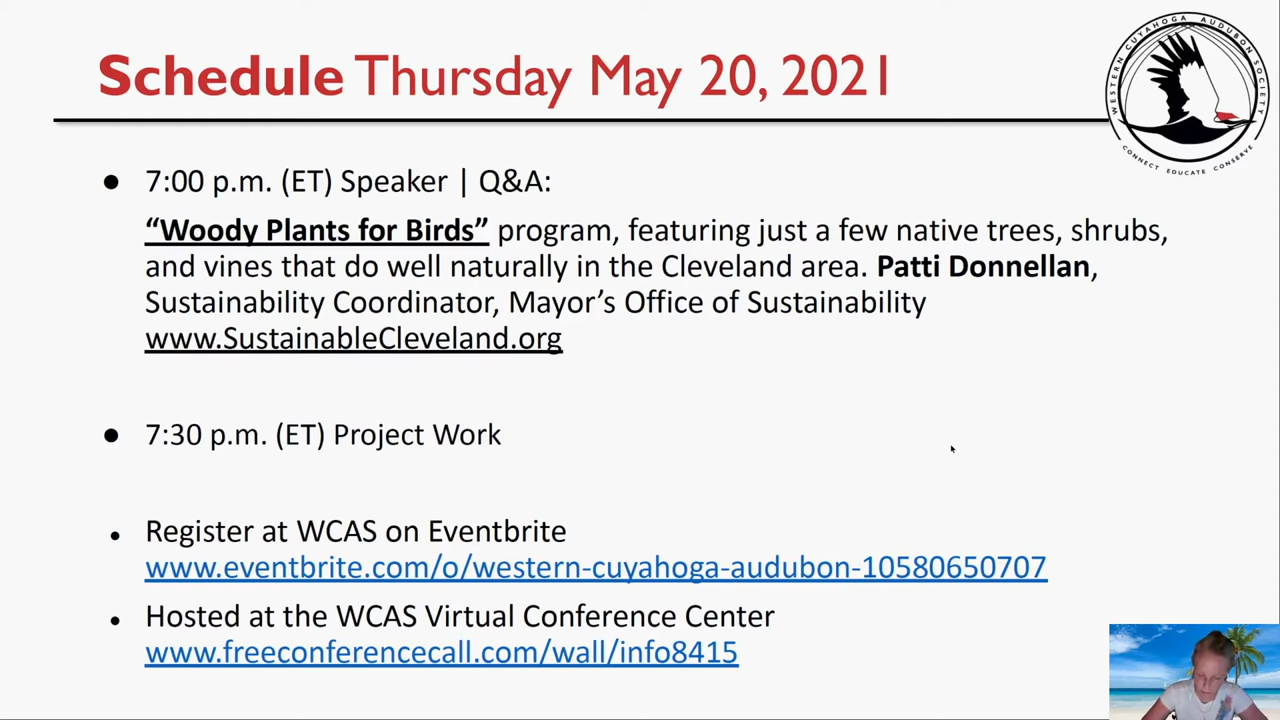 Schedule Thursday May 20, 2021
WESTERN CUYAHOGA AUDUBON SOCIETY
CONNECT EDUCATE CONSERVE
● 7:00 p.m. (ET) Speaker | Q&A:
“Woody Plants for Birds” program, featuring just a few native trees, shrubs,
and vines that do well naturally in the Cleveland area. Patti Donnellan,
Sustainability Coordinator, Mayor’s Office of Sustainability
www.SustainableCleveland.org
● 7:30 p.m. (ET) Project Work
• Register at WCAS on Eventbrite
www.eventbrite.com/o/western-cuyahoga-audubon-10580650707
• Hosted at the WCAS Virtual Conference Center
www.freeconferencecall.com/wall/info8415